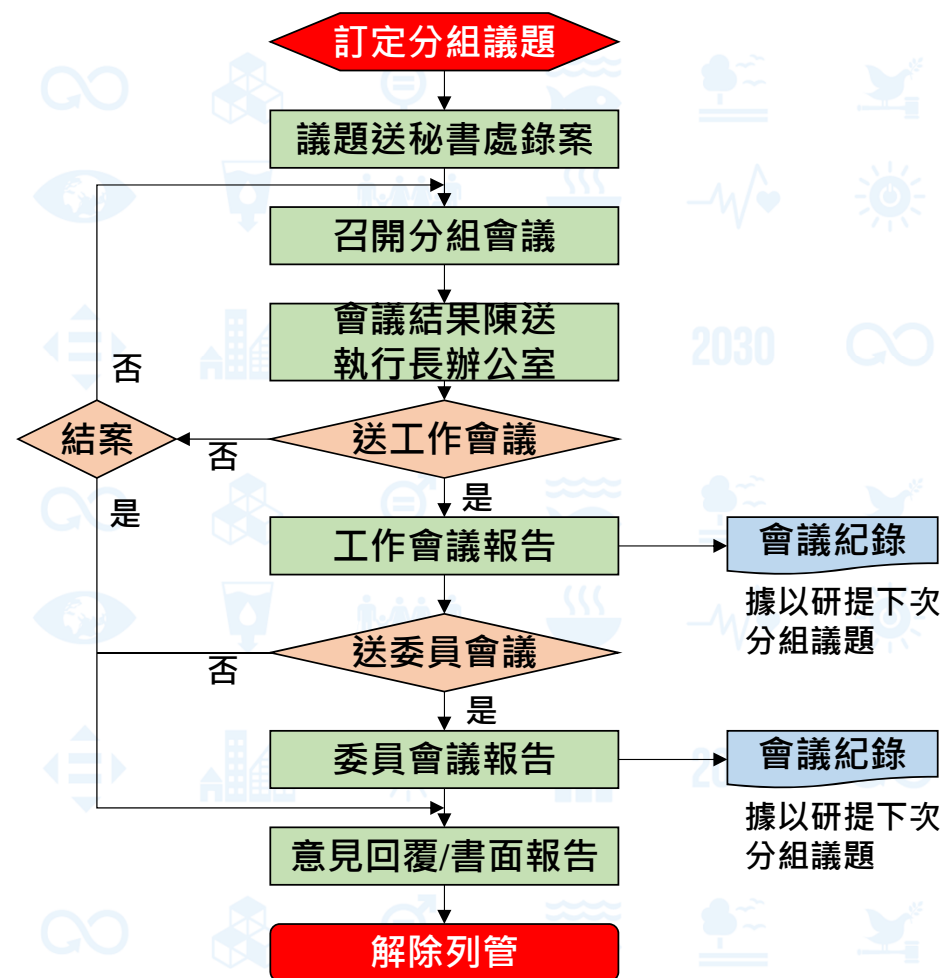 訂定分組議題
議題送秘書處錄案
召開分組會議
會議結果陳送
執行長辦公室
2030
否
結案
否
送工作會議
是
是
工作會議報告
會議紀錄
據以研提下次
分組議題
送委員會議
否
是
委員會議報告
會議紀錄
據以研提下次
分組議題
意見回覆/書面報告
解除列管